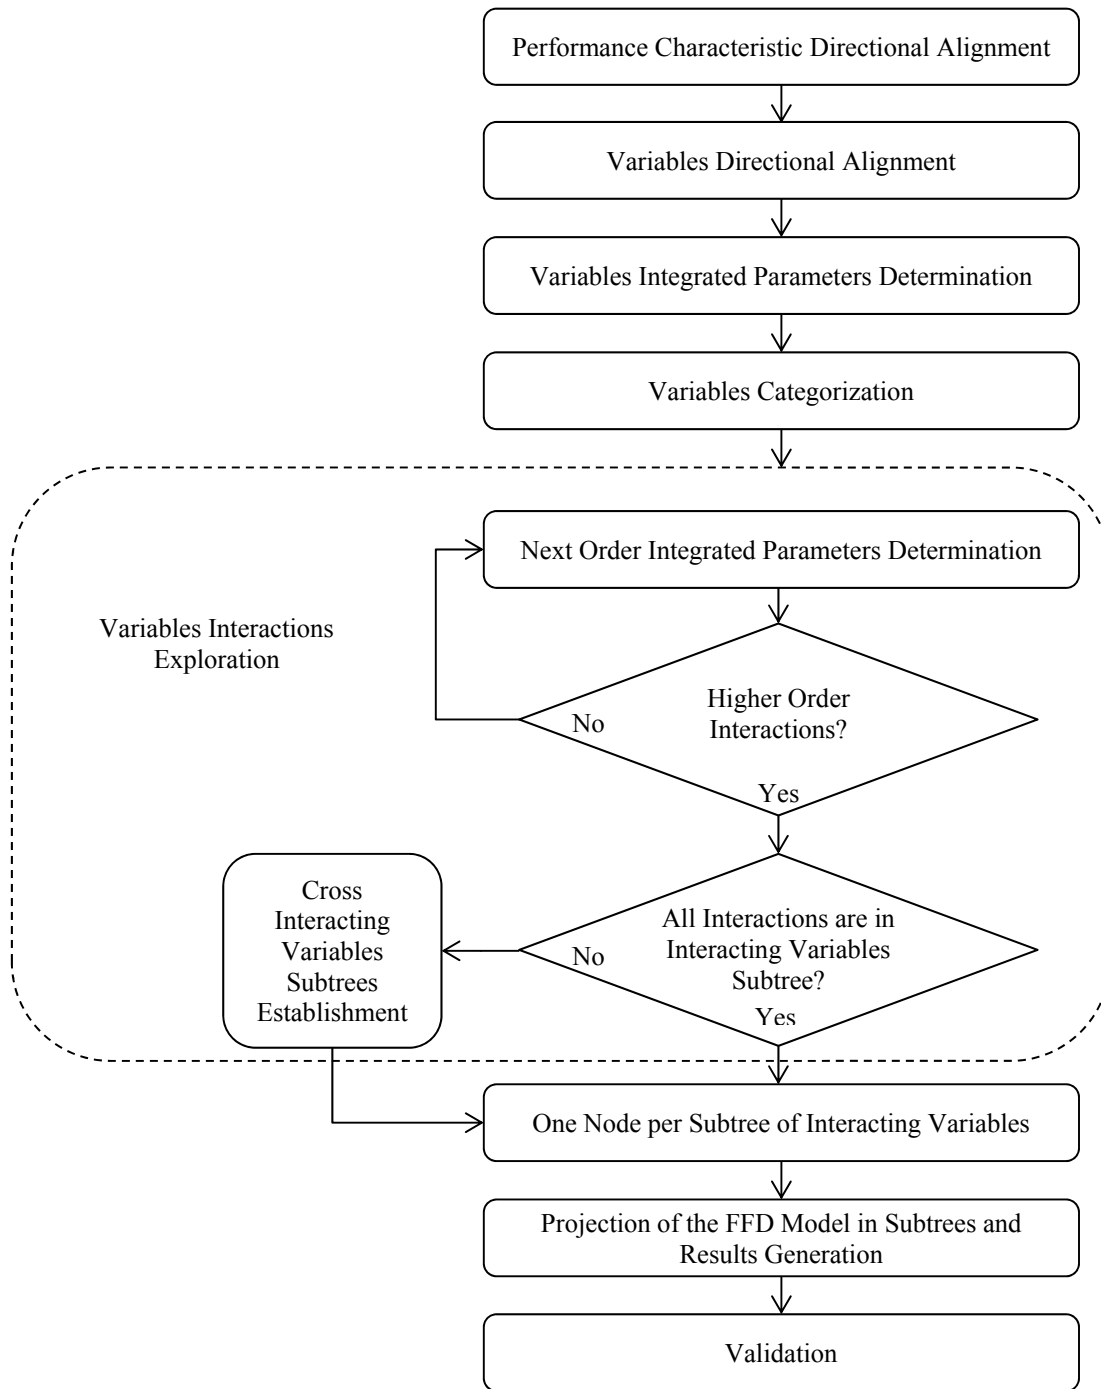 Performance Characteristic Directional Alignment
Variables Directional Alignment
Variables Integrated Parameters Determination
Variables Categorization
Next Order Integrated Parameters Determination
Variables Interactions
Exploration
Higher Order
Interactions?
No
Yes
Cross
Interacting
Variables
Subtrees
Establishment
All Interactions are in
Interacting Variables
Subtree?
No
Yes
One Node per Subtree of Interacting Variables
Projection of the FFD Model in Subtrees and
Results Generation
Validation